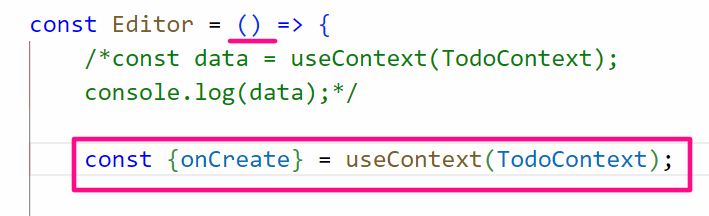 const Editor = () => {
/*const data = useContext(TodoContext);
console.log(data);*/
const {onCreate} = useContext(TodoContext);